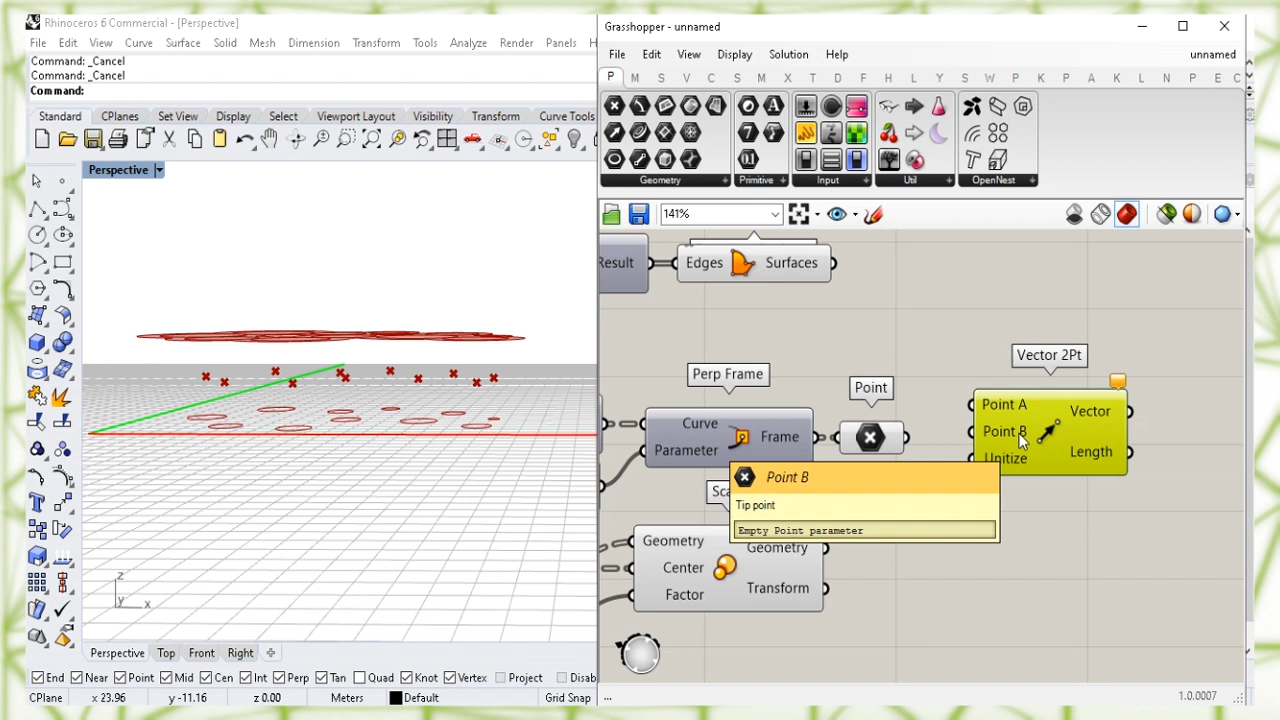 Rhinoceros 6 Commercial - [Perspective]
File Edit View Curve Surface Solid Mesh Dimension Transform Tools Analyze Render Panels H
Command: _Cancel
Command: _Cancel
Command:
Standard CPlanes Set View Display Select Viewport Layout Visibility Transform Curve Tools
Perspective
z
y x
Perspective Top Front Right
End Near Point Mid Cen Int Perp Tan Quad Knot Vertex Project Disab
CPlane x 23.96 y -11.16 z 0.00 Meters Default Grid Snap
Grasshopper - unnamed
File Edit View Display Solution Help unnamed
P M S V C S M X T D F H L Y S W P K U A K L N P E C
Geometry Primitive Input Util OpenNest
141%
Result
Edges Surfaces
Vector 2Pt
Perp Frame
Point
Point A
Point B
Unitize
Vector
Length
Curve
Parameter
Frame
Point B
Tip point
Empty Point parameter
Sca
Geometry
Center
Factor
Geometry
Transform
...
1.0.0007